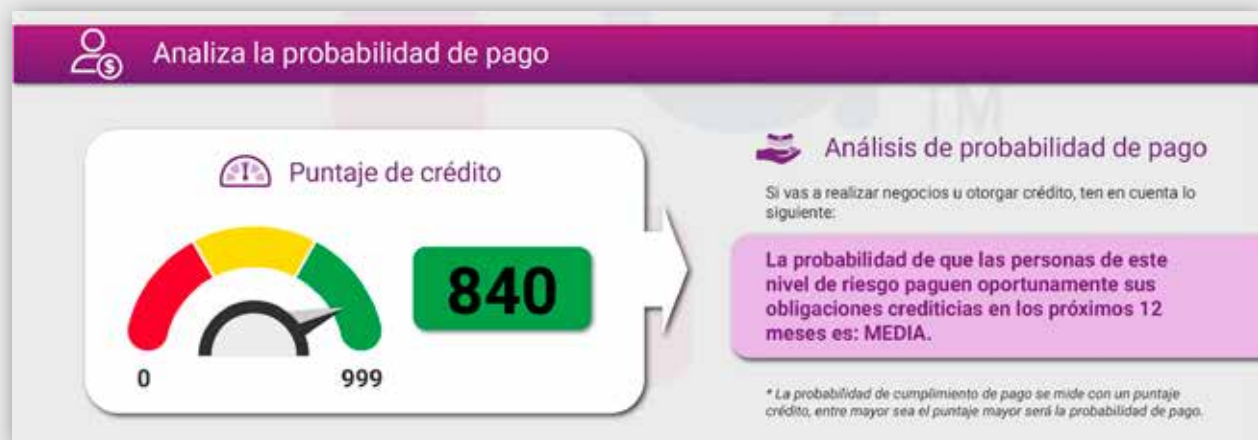 Analiza la probabilidad de pago
TM
Puntaje de crédito
840
0
999
Análisis de probabilidad de pago
Si vas a realizar negocios u otorgar crédito, ten en cuenta lo
siguiente:
La probabilidad de que las personas de este
nivel de riesgo paguen oportunamente sus
obligaciones crediticias en los próximos 12
meses es: MEDIA.
* La probabilidad de cumplimiento de pago se mide con un puntaje
crédito, entre mayor sea el puntaje mayor será la probabilidad de pago.